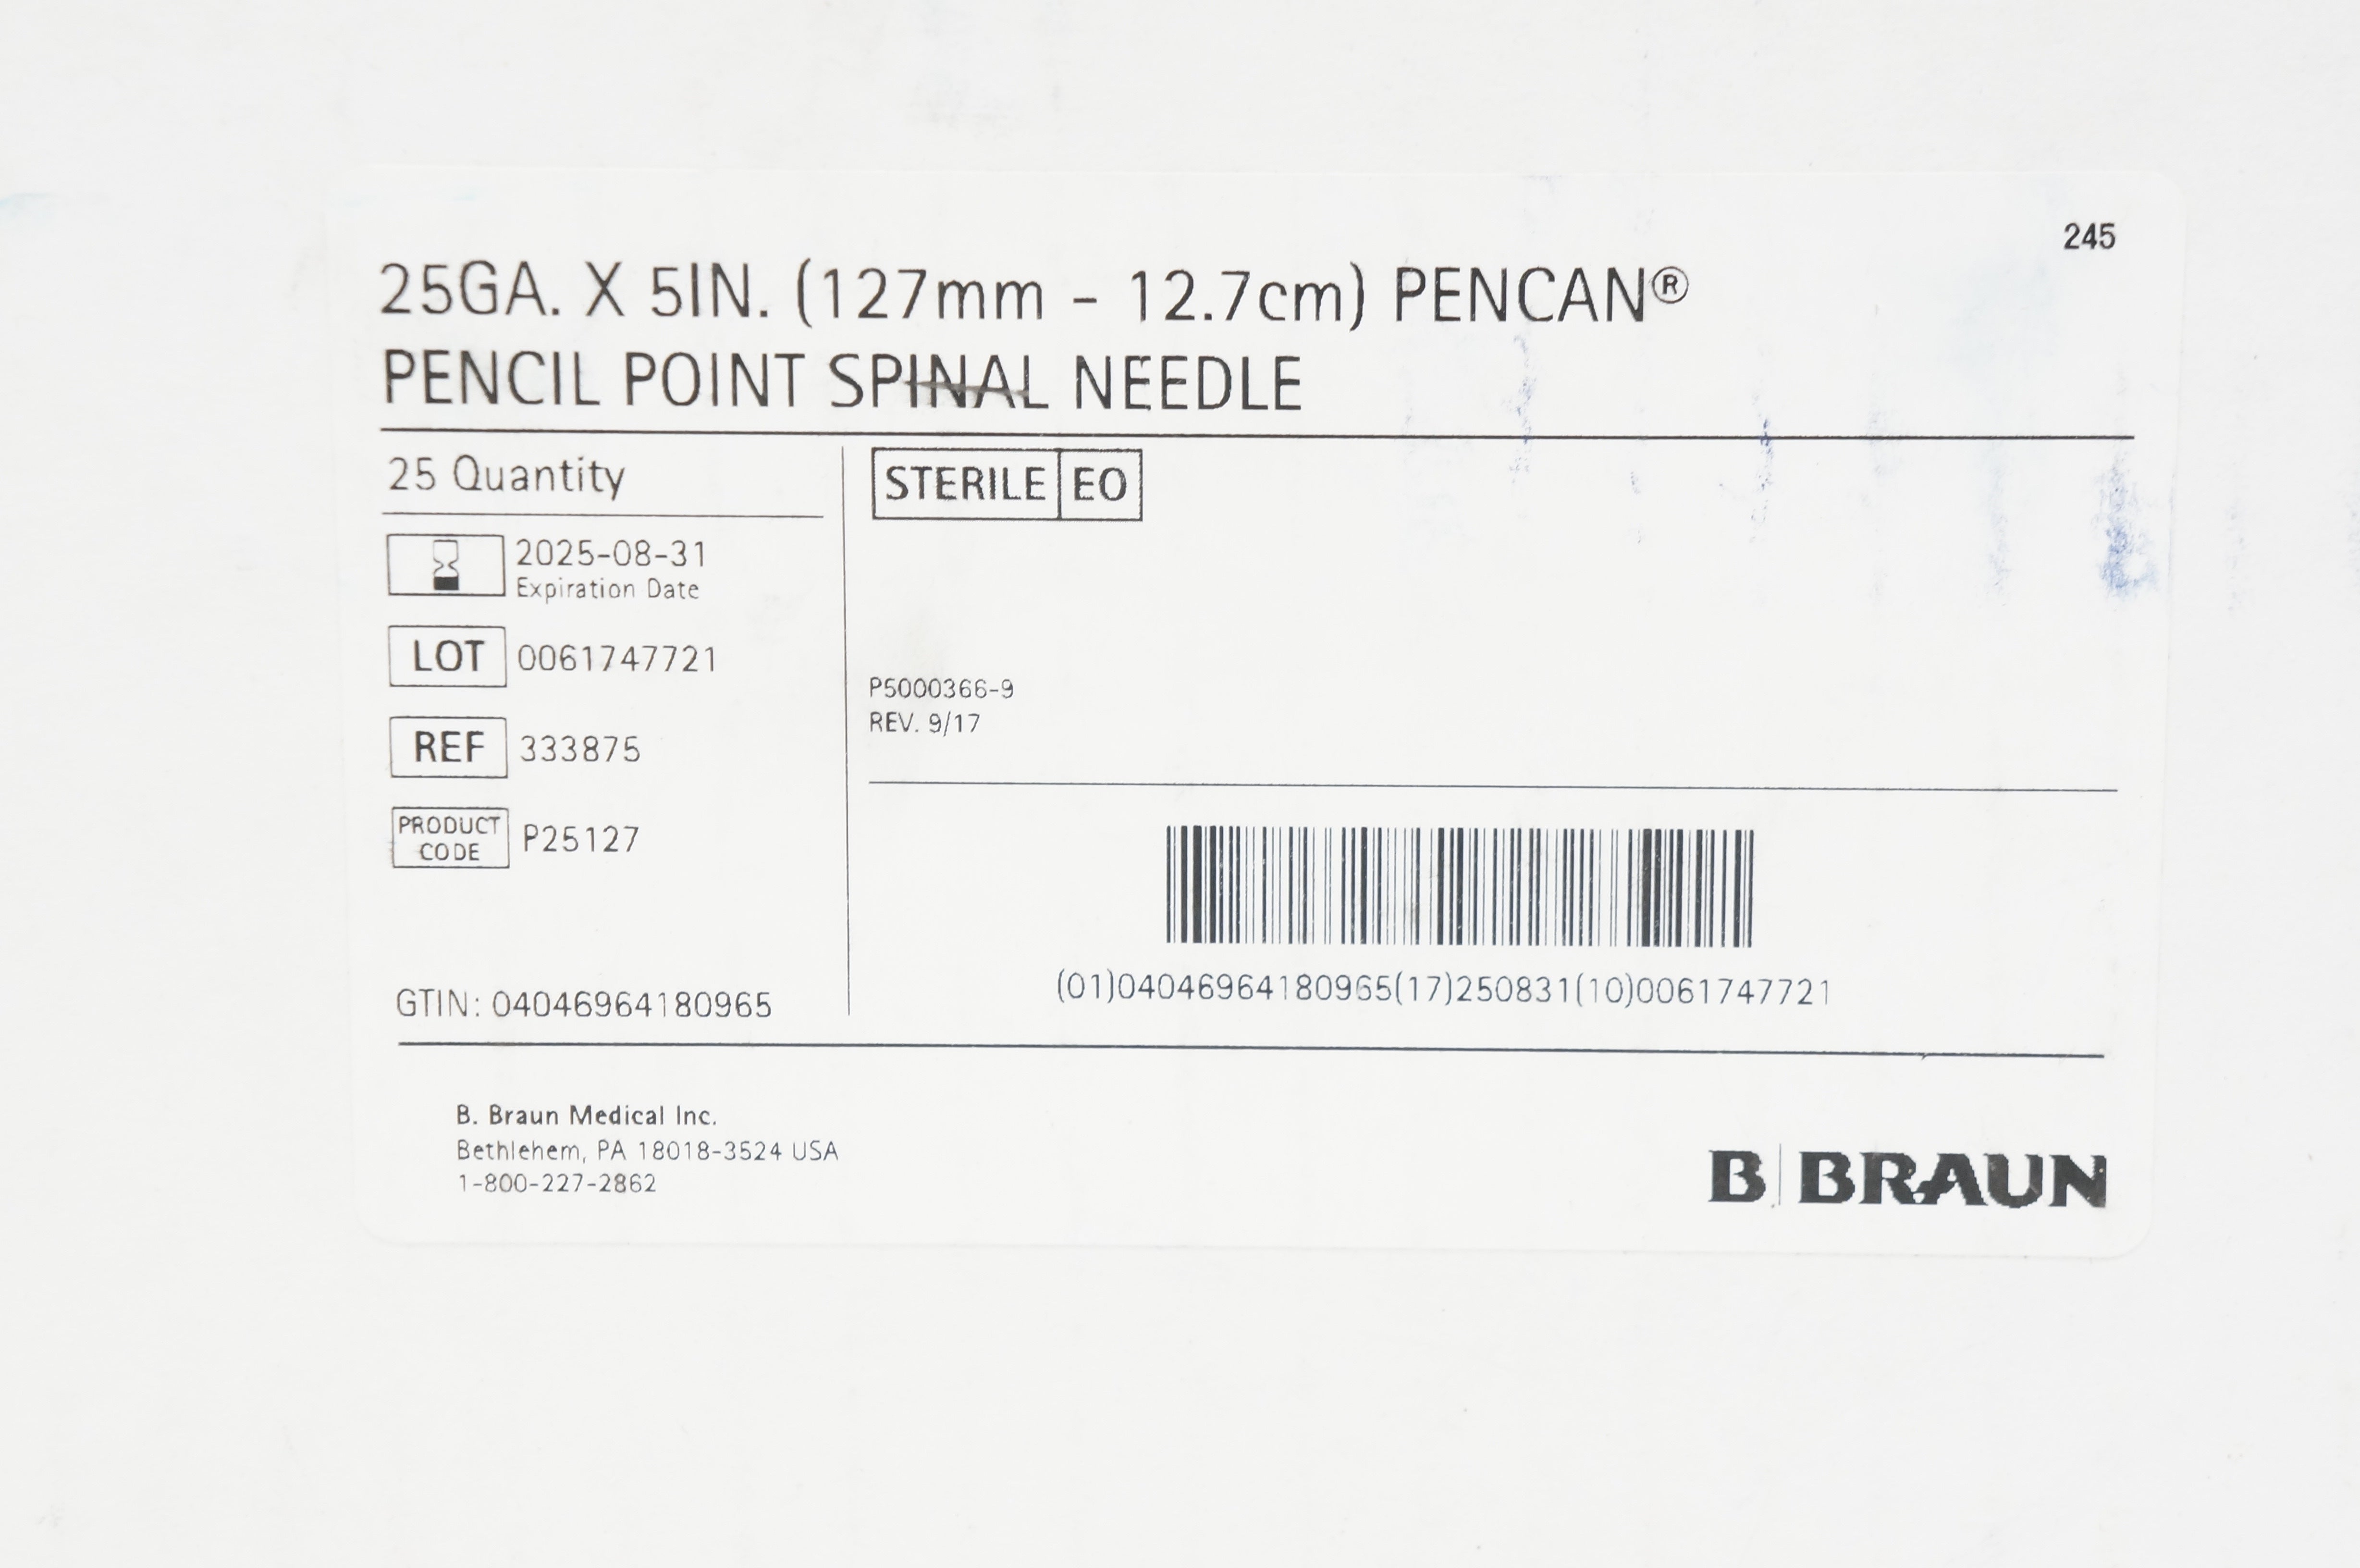 245
25GA. X 5IN. (127mm - 12.7cm) PENCAN®
PENCIL POINT SPINAL NEEDLE
25 Quantity
STERILE EO
2025-08-31
Expiration Date
LOT 0061747721
REF 333875
PRODUCT
CODE
P25127
P5000366-9
REV. 9/17
GTIN: 04046964180965
(01)04046964180965(17)250831(10)0061747721
B. Braun Medical Inc.
Bethlehem, PA 18018-3524 USA
1-800-227-2862
B BRAUN